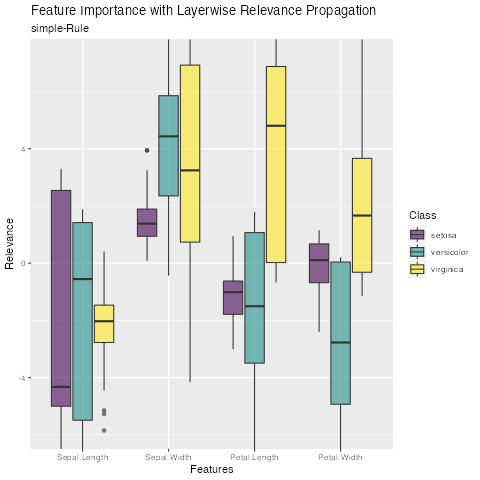 Feature Importance with Layerwise Relevance Propagation
simple-Rule
Relevance
4
0
-4
Sepal.Length Sepal.Width Petal.Length Petal.Width
Features
Class
setosa
versicolor
virginica